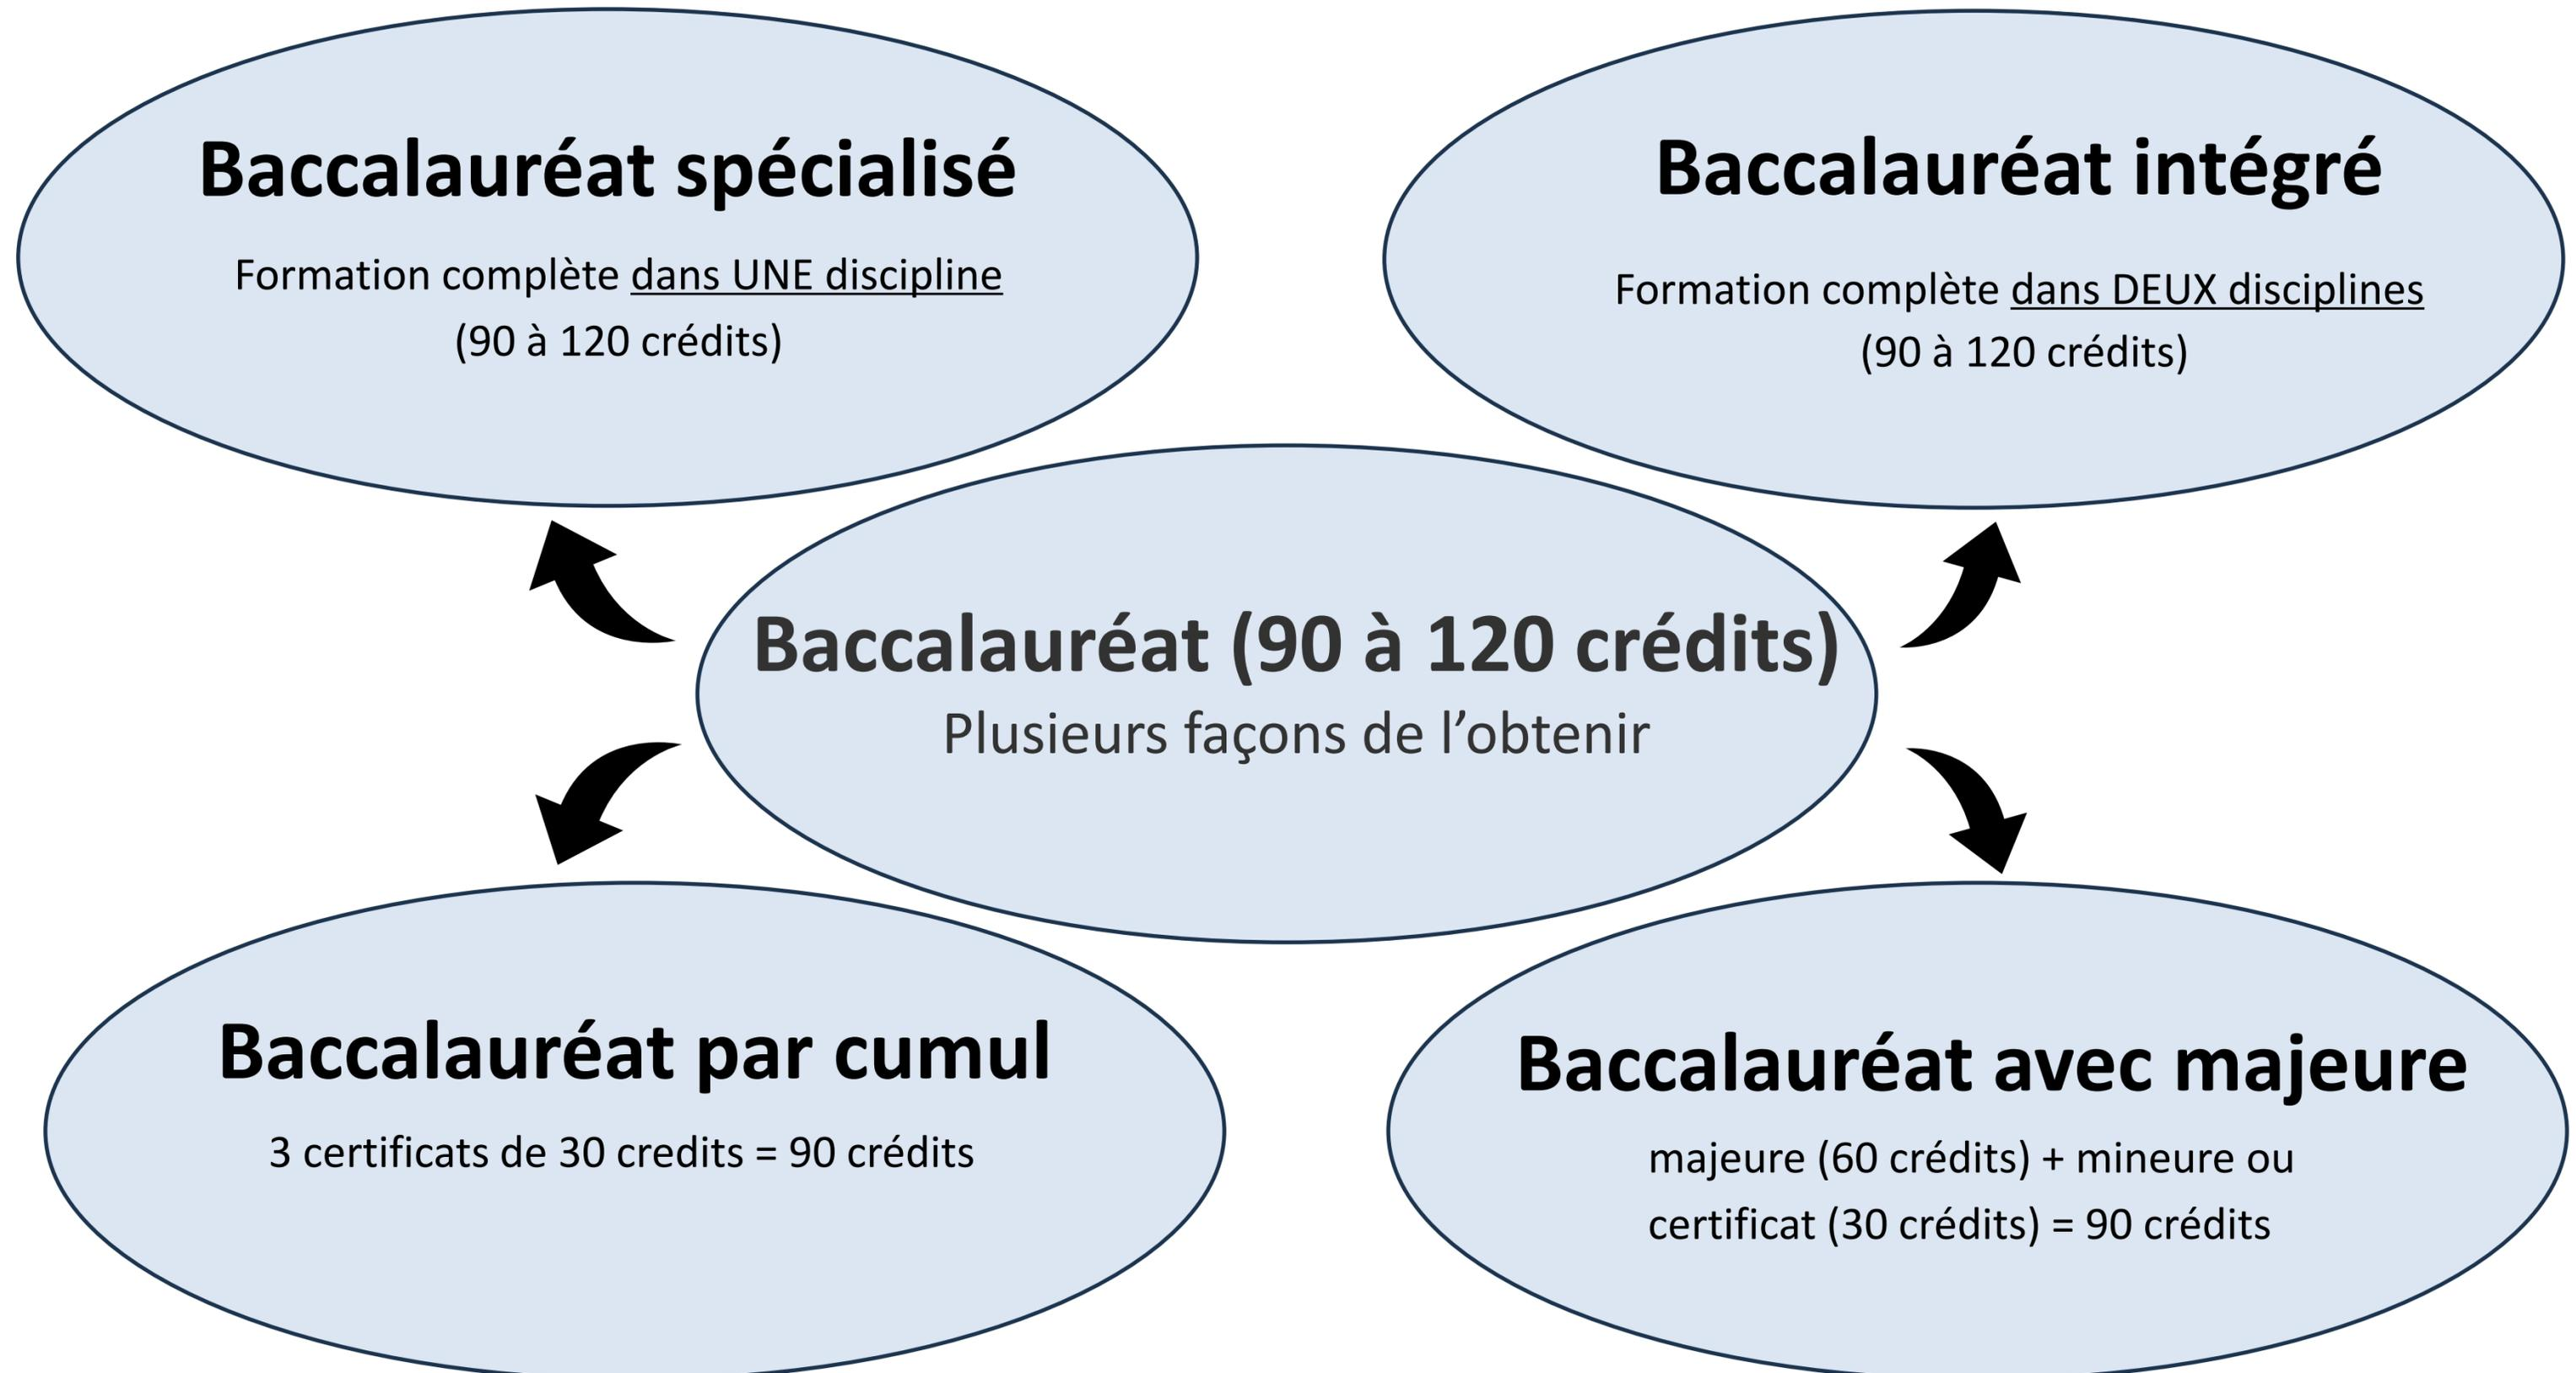 Baccalauréat spécialisé
Formation complète dans UNE discipline
(90 à 120 crédits)
Baccalauréat intégré
Formation complète dans DEUX disciplines
(90 à 120 crédits)
Baccalauréat (90 à 120 crédits)
Plusieurs façons de l’obtenir
Baccalauréat par cumul
3 certificats de 30 credits = 90 crédits
Baccalauréat avec majeure
majeure (60 crédits) + mineure ou
certificat (30 crédits) = 90 crédits